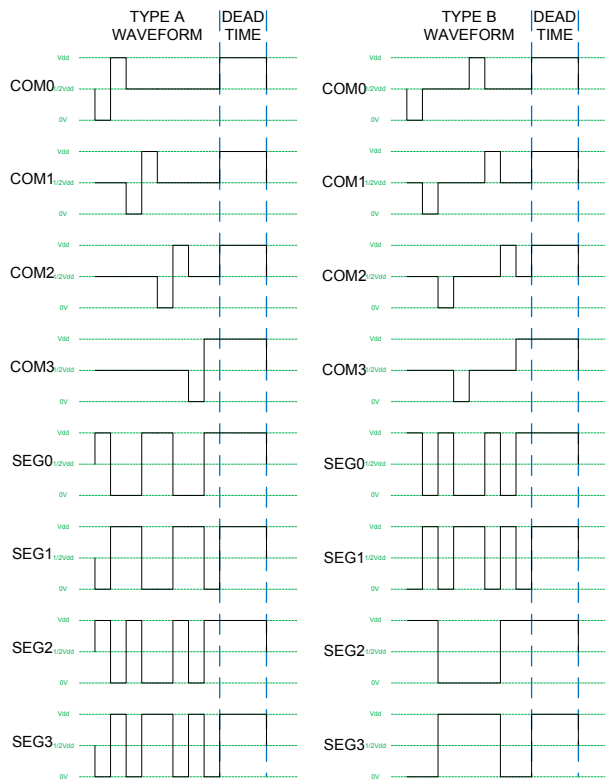 TYPE A
WAVEFORM
DEAD
TIME
TYPE B
WAVEFORM
DEAD
TIME
Vdd
COM0
1/2Vdd
0V
Vdd
COM0
1/2Vdd
0V
Vdd
COM1
1/2Vdd
0V
Vdd
COM1
1/2Vdd
0V
Vdd
COM2
1/2Vdd
0V
Vdd
COM2
1/2Vdd
0V
Vdd
COM3
1/2Vdd
0V
Vdd
COM3
1/2Vdd
0V
Vdd
SEG0
1/2Vdd
0V
Vdd
SEG0
1/2Vdd
0V
Vdd
SEG1
1/2Vdd
0V
Vdd
SEG1
1/2Vdd
0V
Vdd
SEG2
1/2Vdd
0V
Vdd
SEG2
1/2Vdd
0V
Vdd
SEG3
1/2Vdd
0V
Vdd
SEG3
1/2Vdd
0V